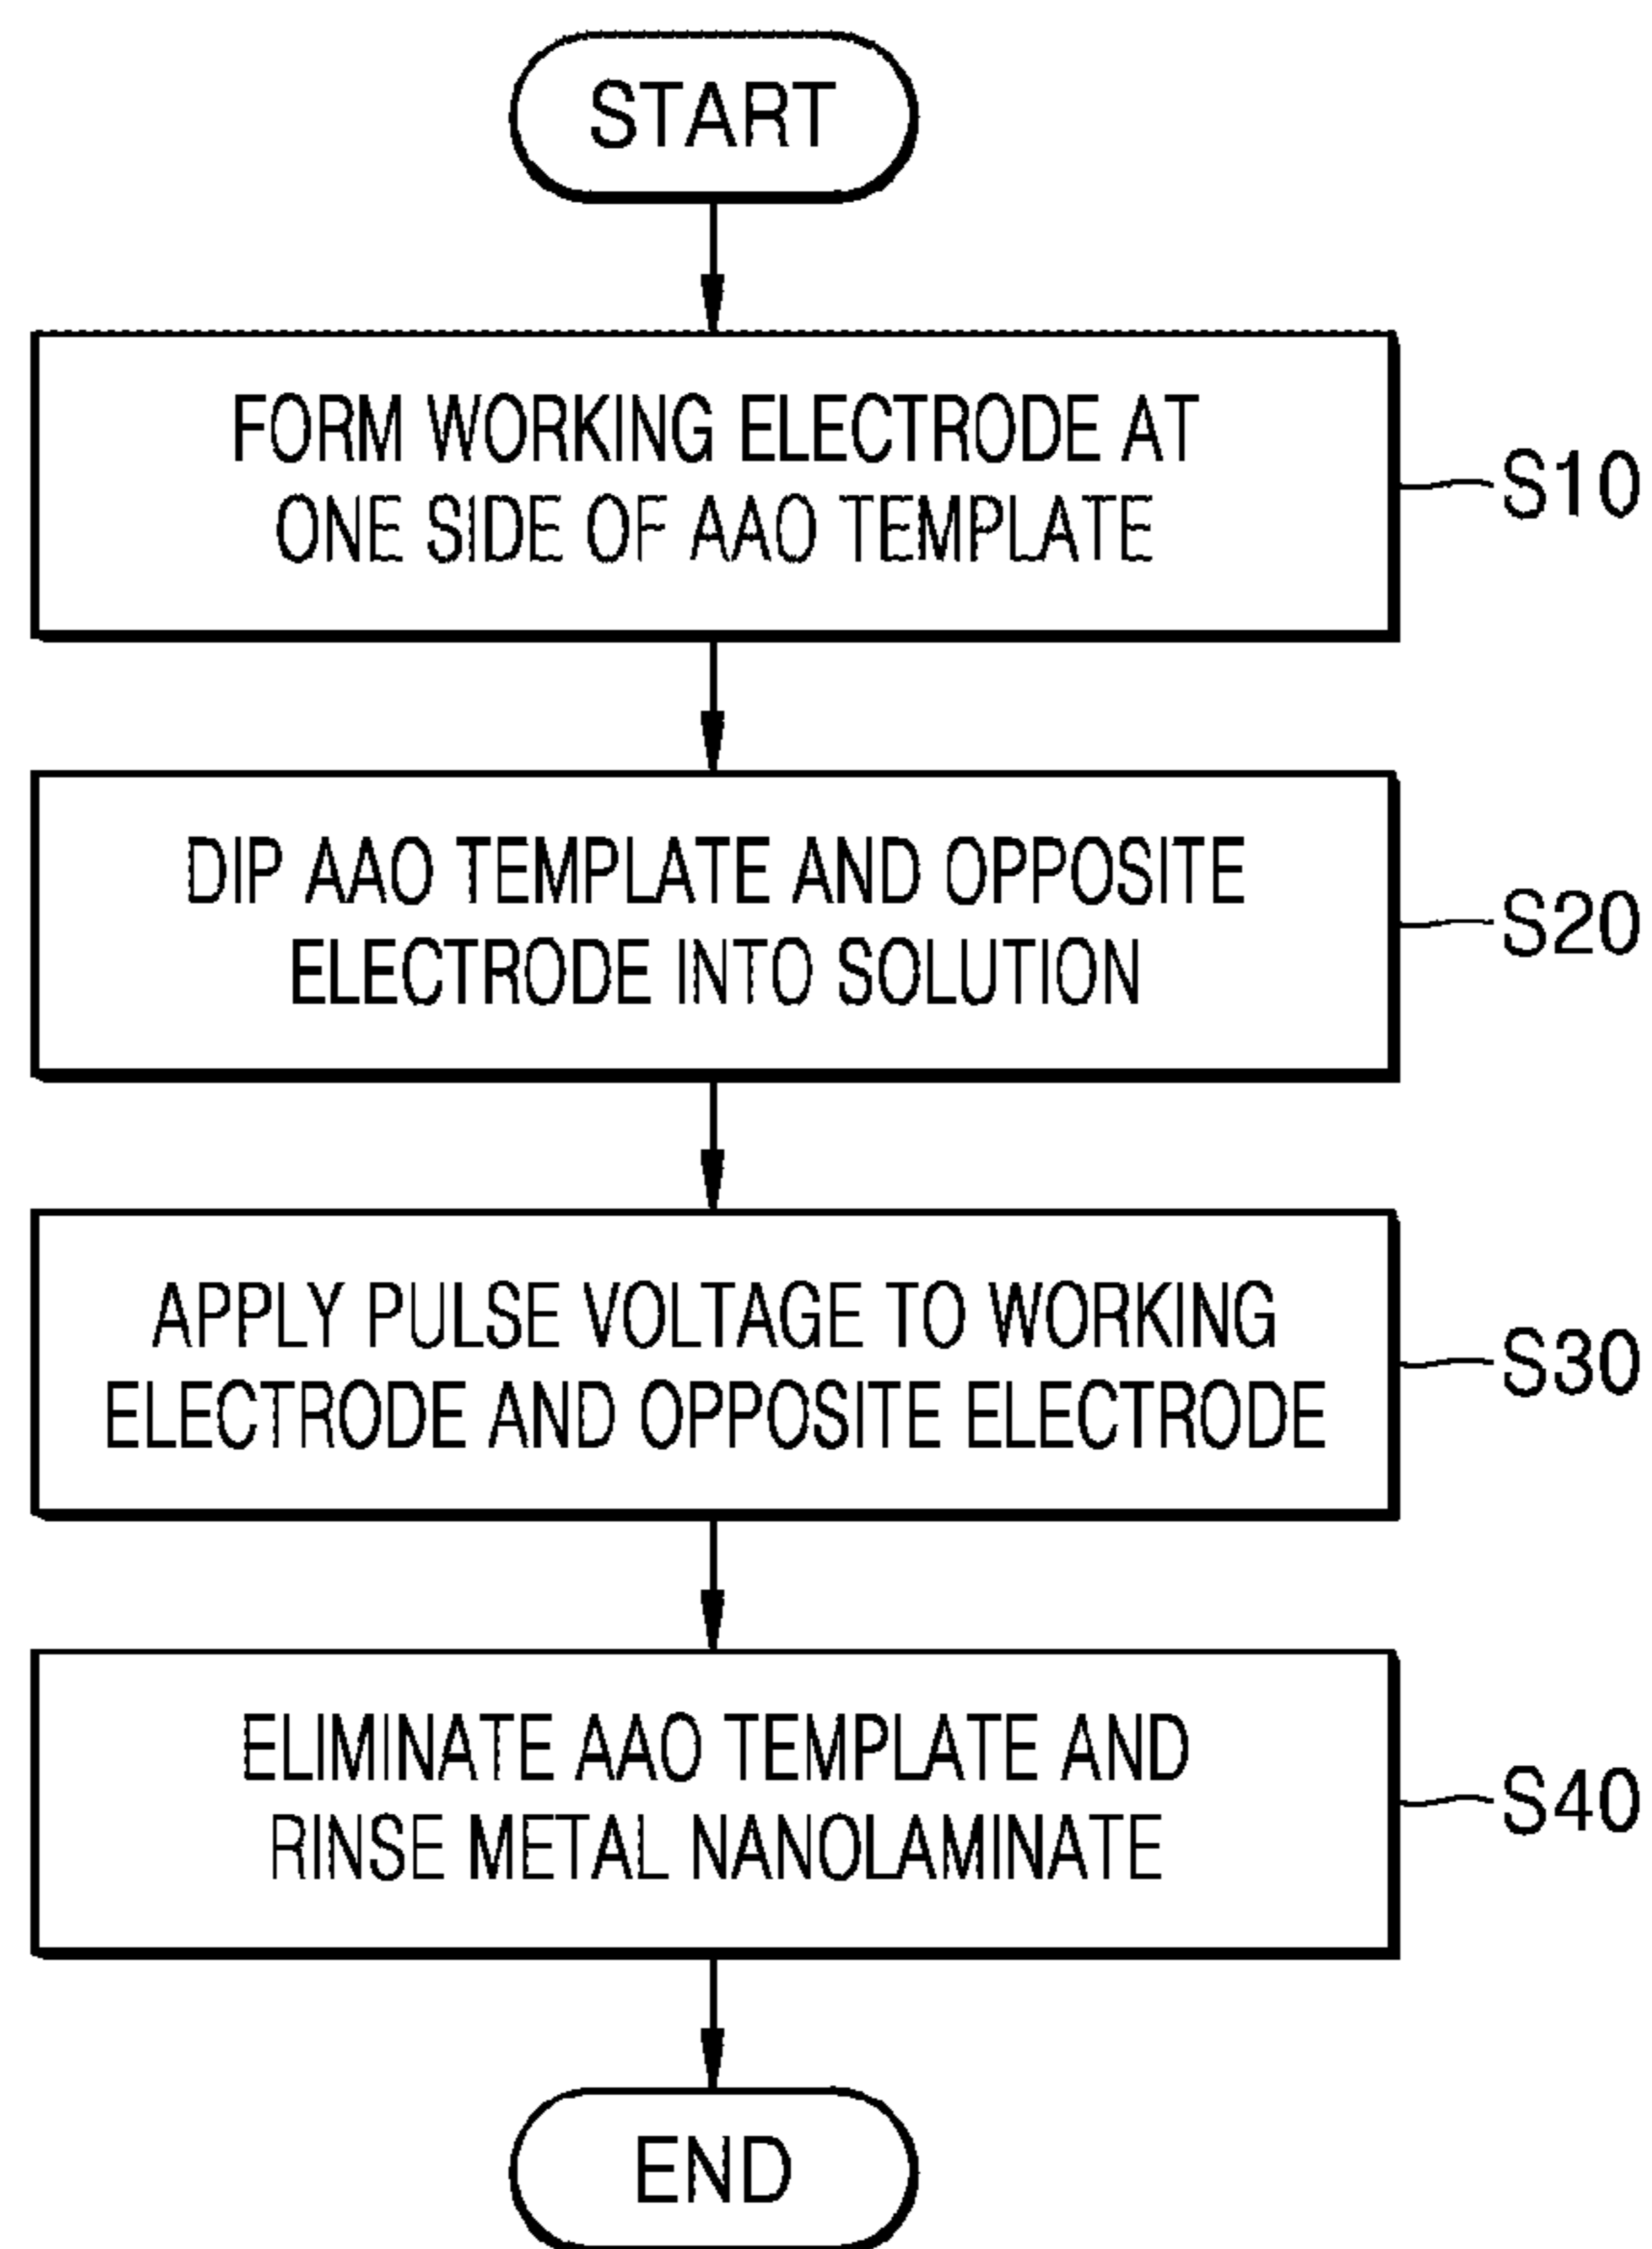 START
FORM WORKING ELECTRODE AT
ONE SIDE OF AAO TEMPLATE
S10
DIP AAO TEMPLATE AND OPPOSITE
ELECTRODE INTO SOLUTION
S20
APPLY PULSE VOLTAGE TO WORKING
ELECTRODE AND OPPOSITE ELECTRODE
S30
ELIMINATE AAO TEMPLATE AND
RINSE METAL NANOLAMINATE
S40
END